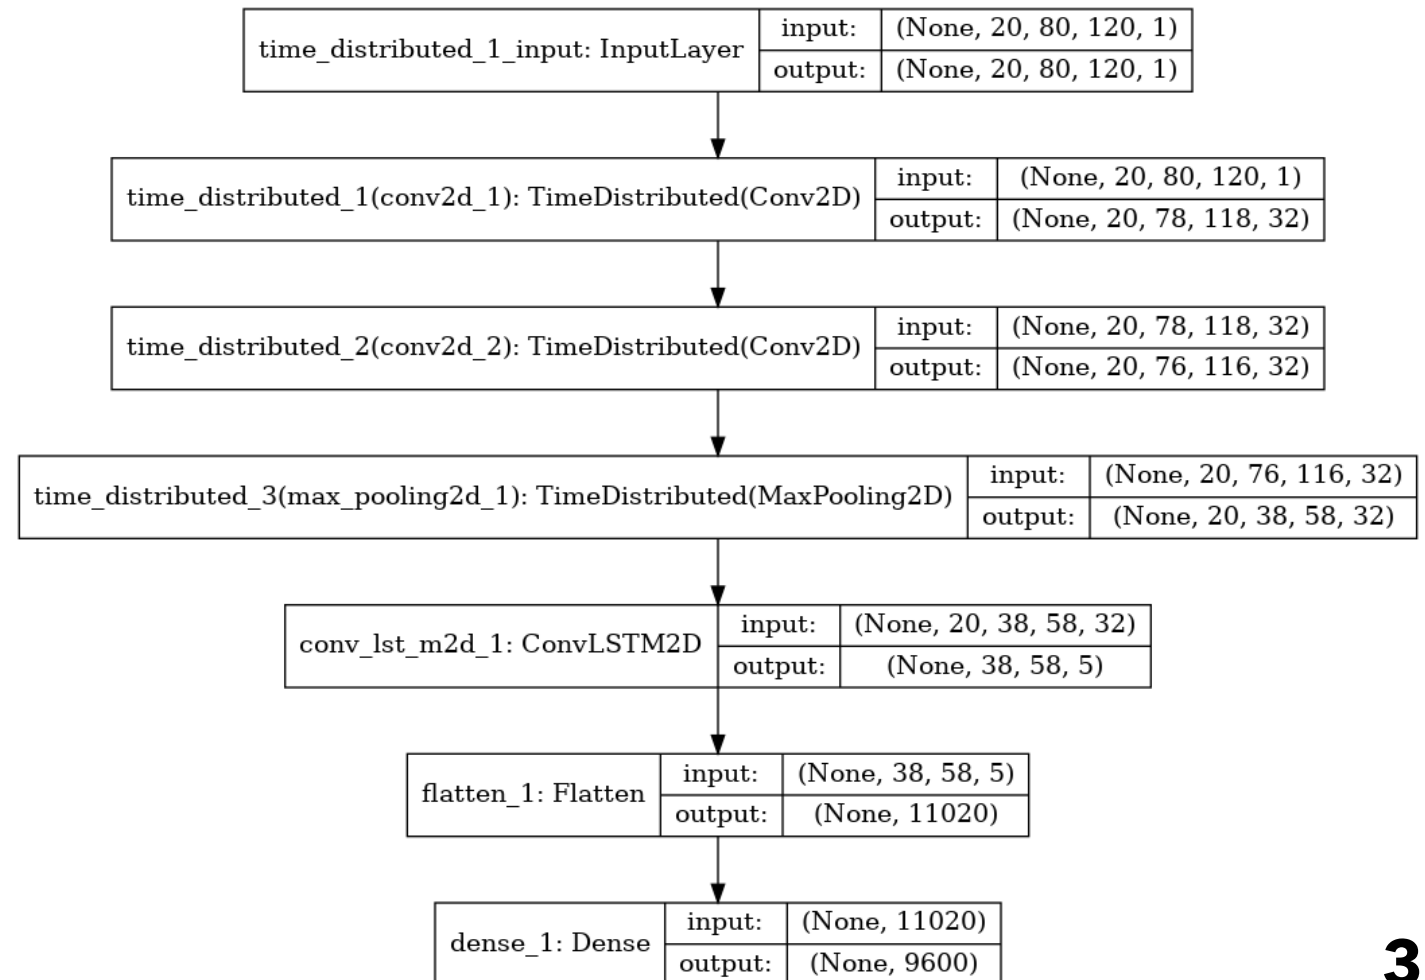 time_distributed_1_input: InputLayer
input: (None, 20, 80, 120, 1)
output: (None, 20, 80, 120, 1)
time_distributed_1(conv2d_1): TimeDistributed(Conv2D)
input: (None, 20, 80, 120, 1)
output: (None, 20, 78, 118, 32)
time_distributed_2(conv2d_2): TimeDistributed(Conv2D)
input: (None, 20, 78, 118, 32)
output: (None, 20, 76, 116, 32)
time_distributed_3(max_pooling2d_1): TimeDistributed(MaxPooling2D)
input: (None, 20, 76, 116, 32)
output: (None, 20, 38, 58, 32)
conv_lst_m2d_1: ConvLSTM2D
input: (None, 20, 38, 58, 32)
output: (None, 38, 58, 5)
flatten_1: Flatten
input: (None, 38, 58, 5)
output: (None, 11020)
dense_1: Dense
input: (None, 11020)
output: (None, 9600)
3